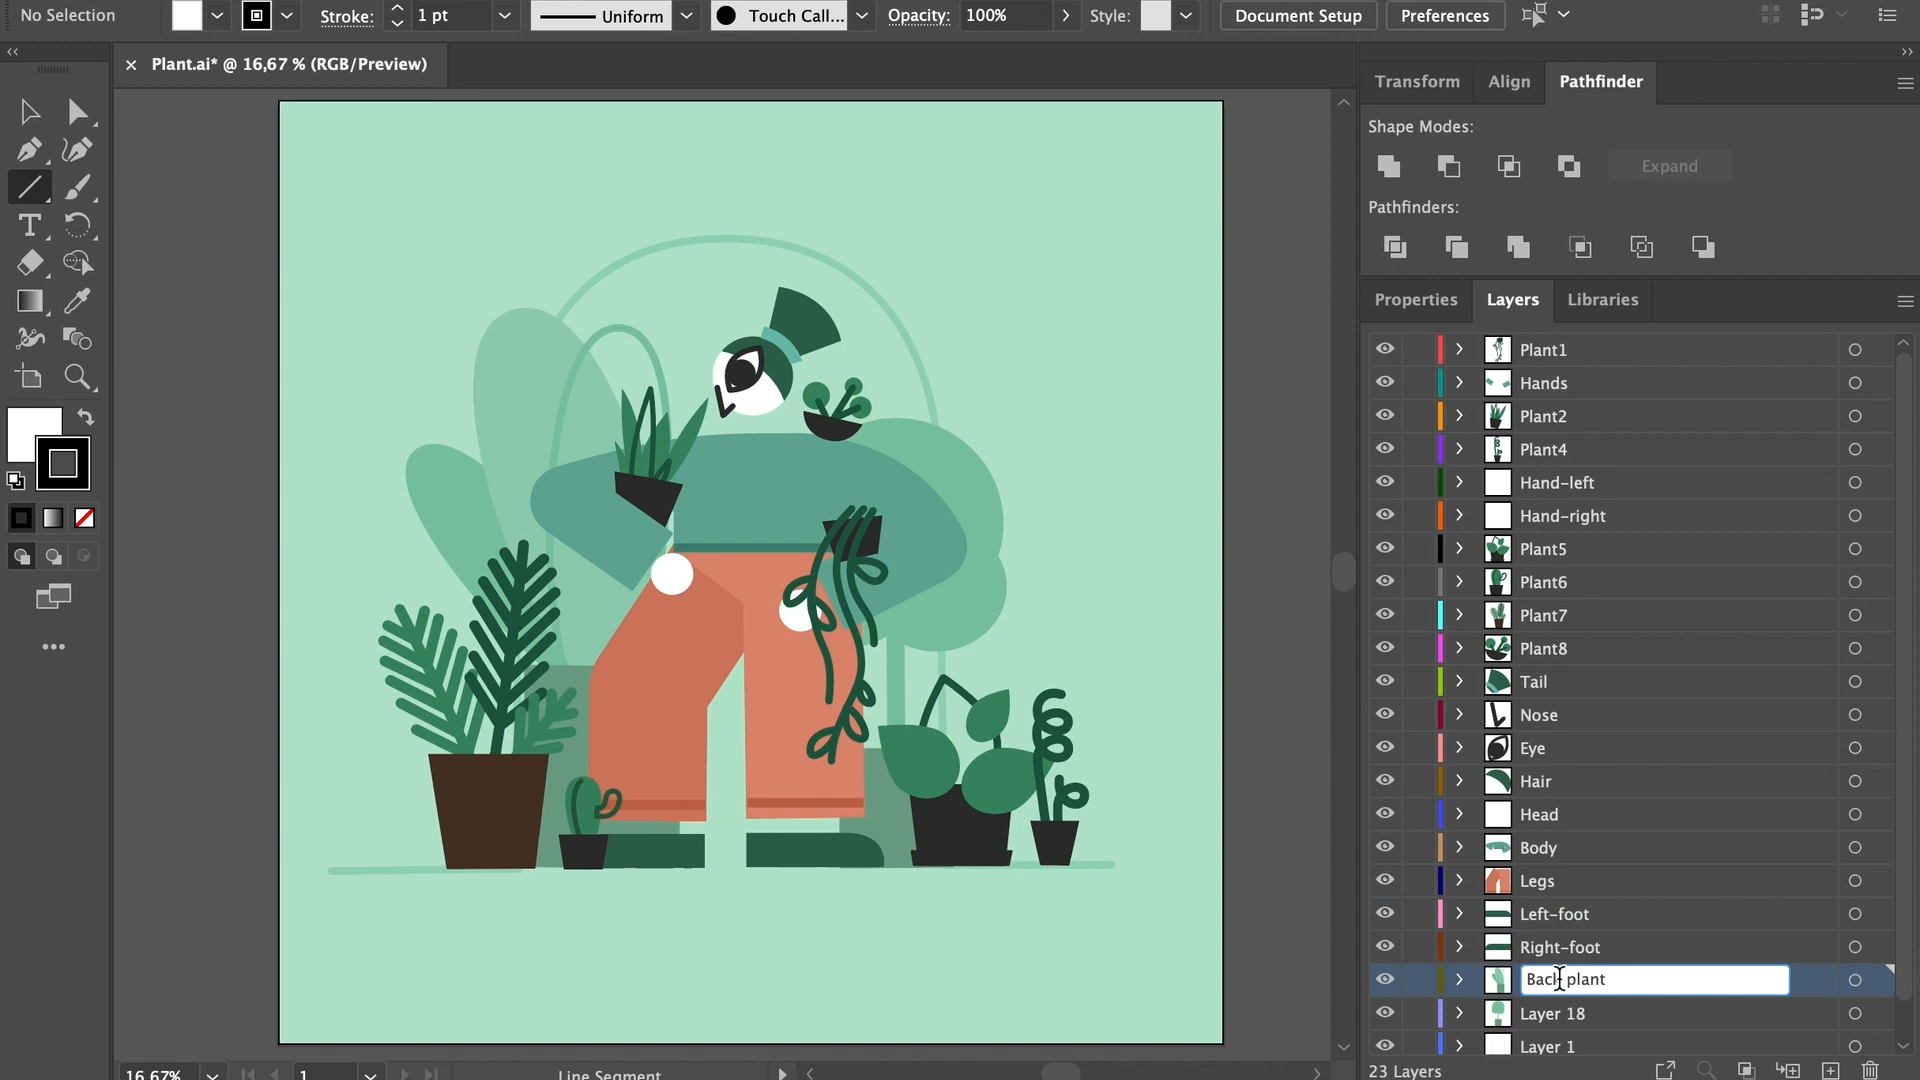 No Selection
Stroke:
1 pt
Uniform
Touch Call...
Opacity:
100%
Style:
Document Setup
Preferences
Plant.ai* @ 16,67 % (RGB/Preview)
Transform
Align
Pathfinder
Shape Modes:
Expand
Pathfinders:
Properties
Layers
Libraries
Plant1
Hands
Plant2
Plant4
Hand-left
Hand-right
Plant5
Plant6
Plant7
Plant8
Tail
Nose
Eye
Hair
Head
Body
Legs
Left-foot
Right-foot
Back plant
Layer 18
Layer 1
23 Layers
16,67%
1
Line Segment